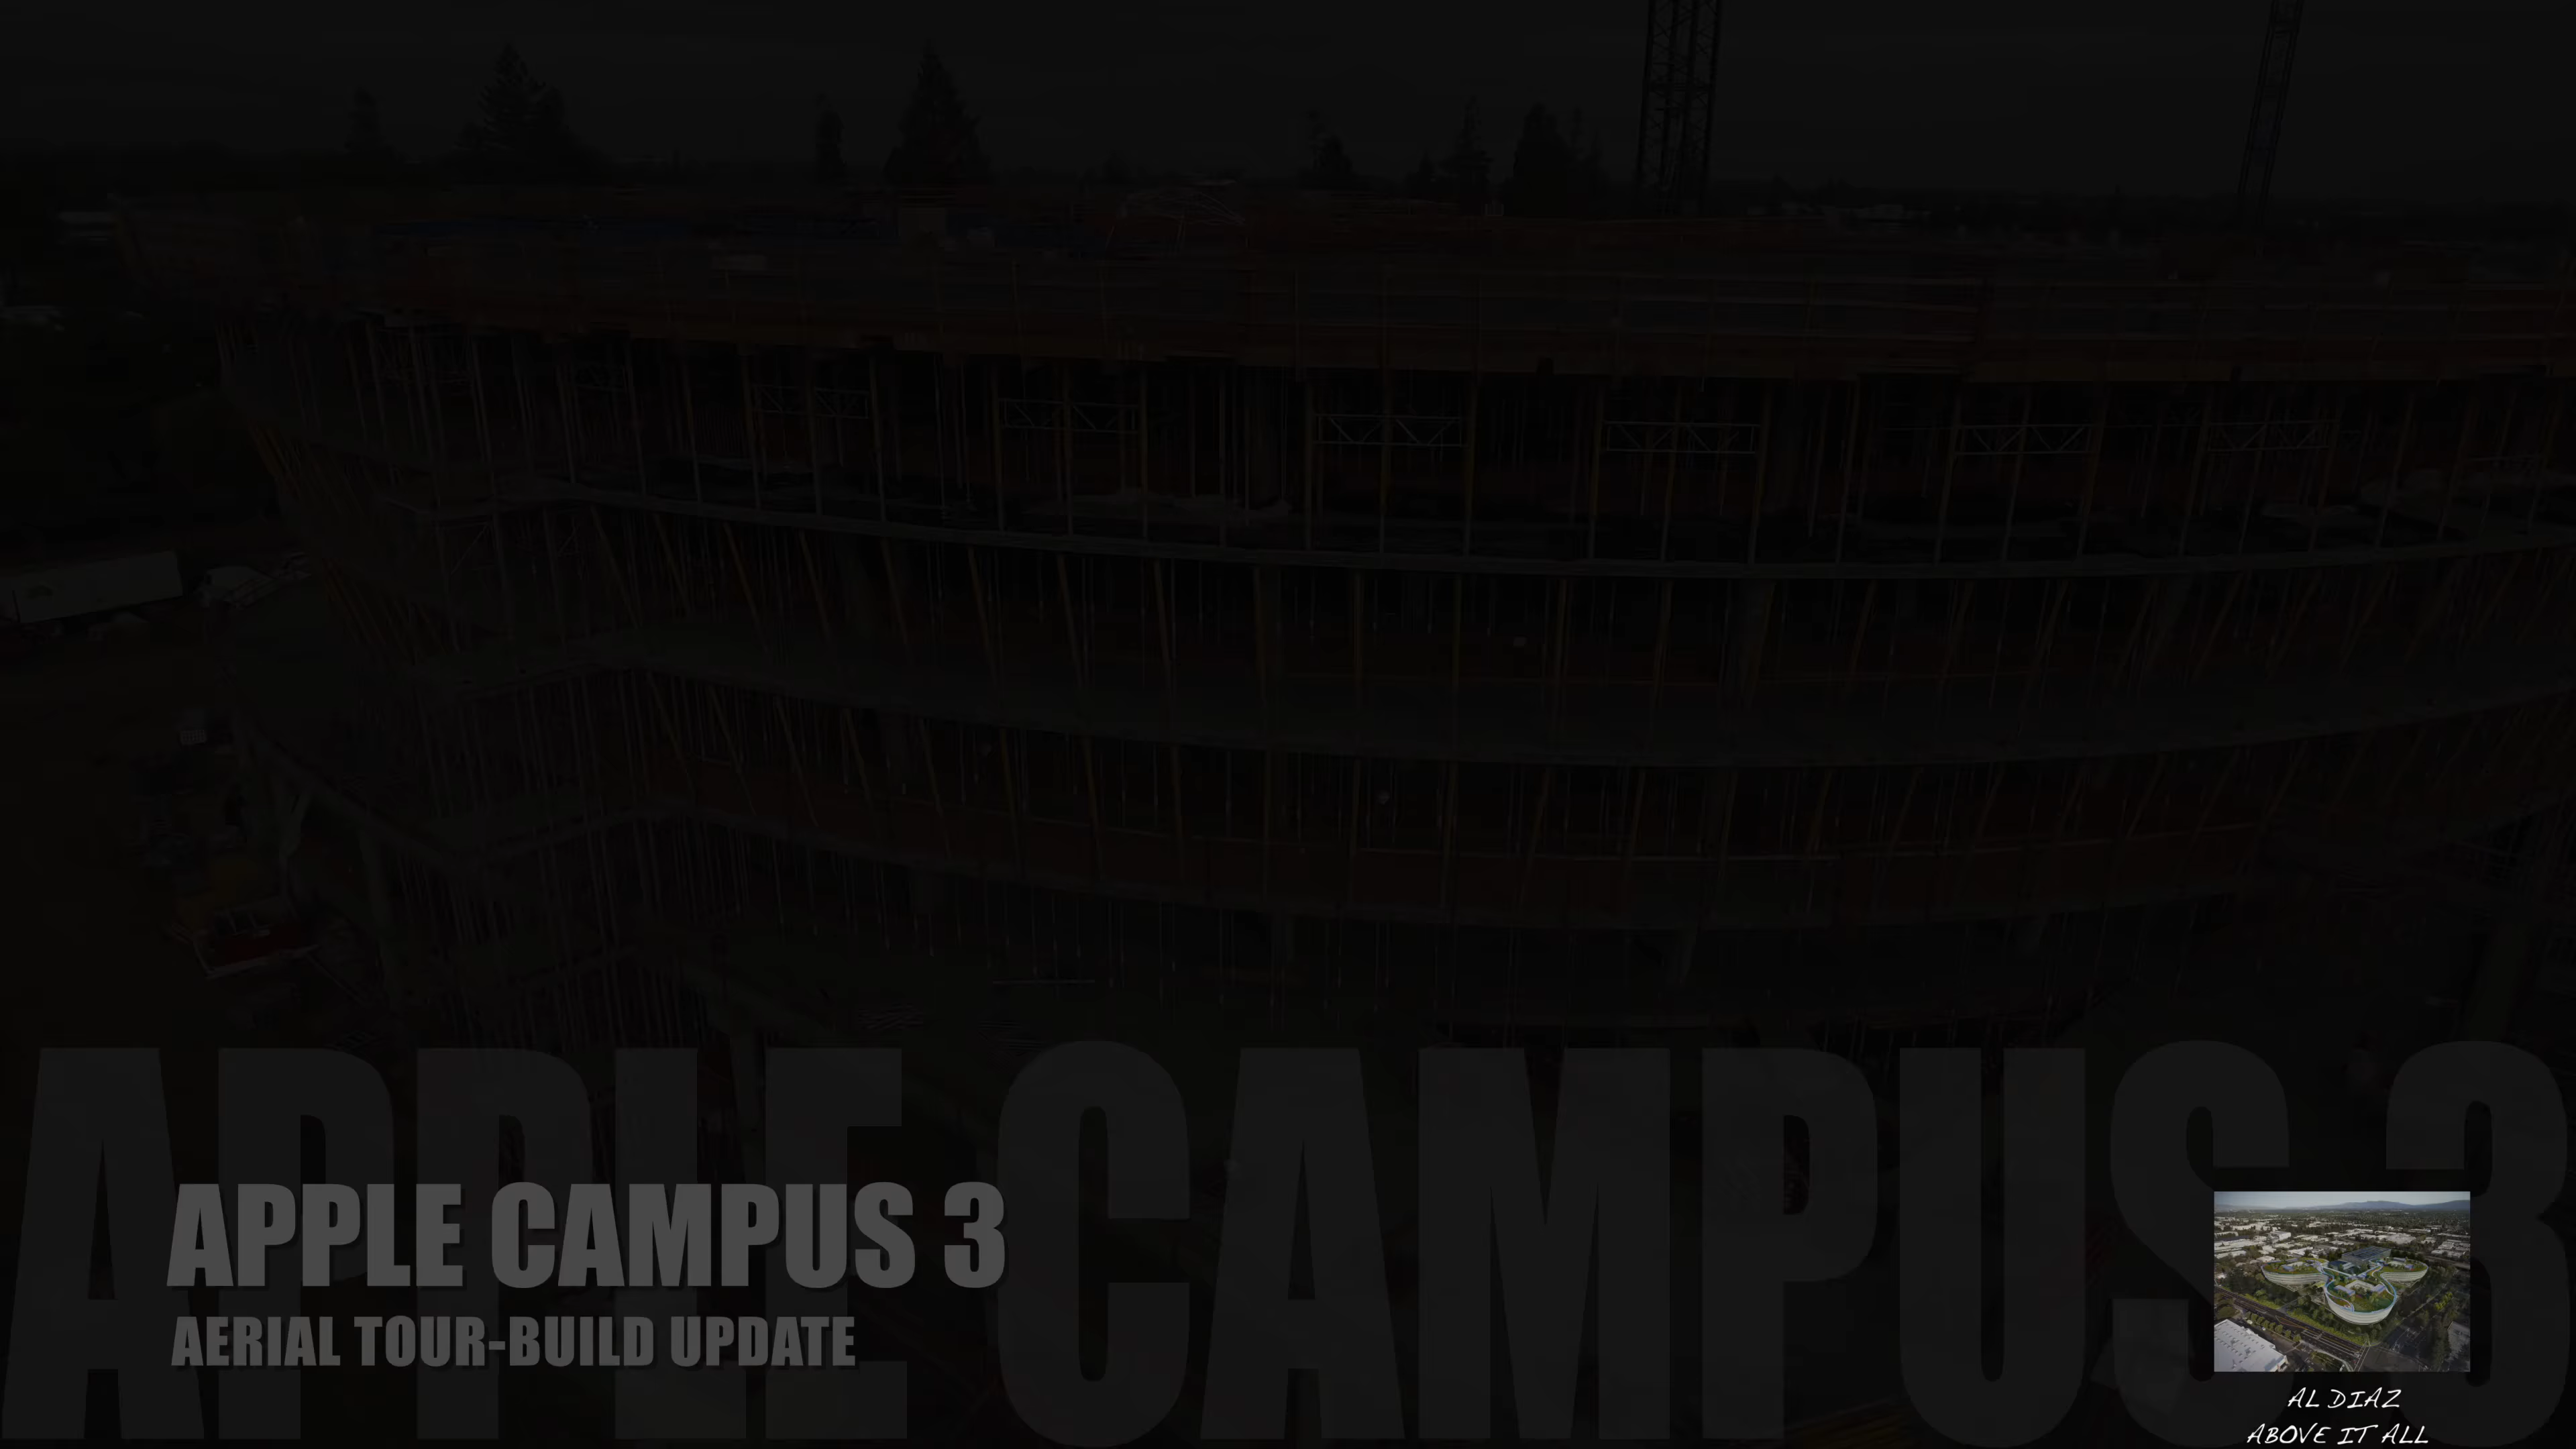 APPLE CAMPUS 3
APPLE CAMPUS 3
AERIAL TOUR-BUILD UPDATE
AL DIAZ
ABOVE IT ALL